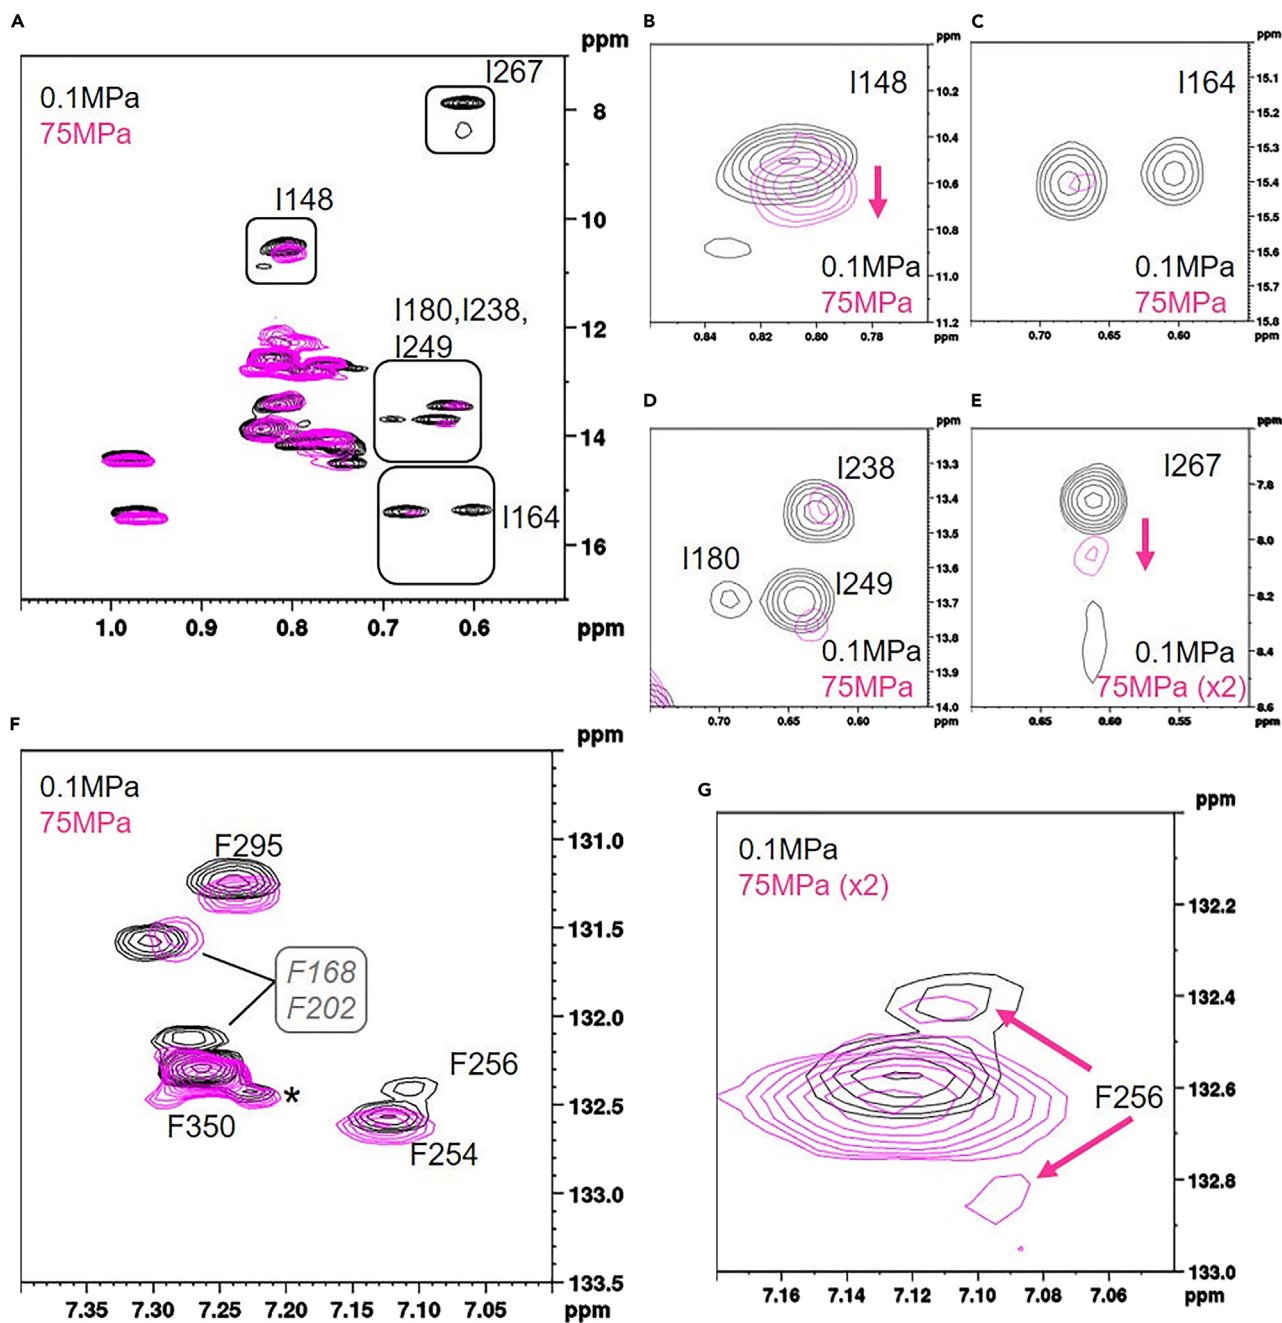 A
ppm
0.1MPa
75MPa
I267
I148
I180,I238,
I249
I164
8
10
12
14
16
1.0 0.9 0.8 0.7 0.6 ppm
B
ppm
I148
10.2
10.4
10.6
10.8
11.0
11.2
0.1MPa
75MPa
0.84 0.82 0.80 0.78 ppm
C
ppm
I164
15.1
15.2
15.3
15.4
15.5
15.6
15.7
15.8
0.1MPa
75MPa
0.70 0.65 0.60 ppm
D
ppm
I238
I180
I249
13.3
13.4
13.5
13.6
13.7
13.8
13.9
14.0
0.1MPa
75MPa
0.70 0.65 0.60 ppm
E
ppm
I267
7.8
8.0
8.2
8.4
8.6
0.1MPa
75MPa (x2)
0.65 0.60 0.55 ppm
F
ppm
0.1MPa
75MPa
F295
F168
F202
F256
*
F350
F254
131.0
131.5
132.0
132.5
133.0
133.5
7.35 7.30 7.25 7.20 7.15 7.10 7.05 ppm
G
ppm
0.1MPa
75MPa (x2)
F256
132.2
132.4
132.6
132.8
133.0
7.16 7.14 7.12 7.10 7.08 7.06 ppm